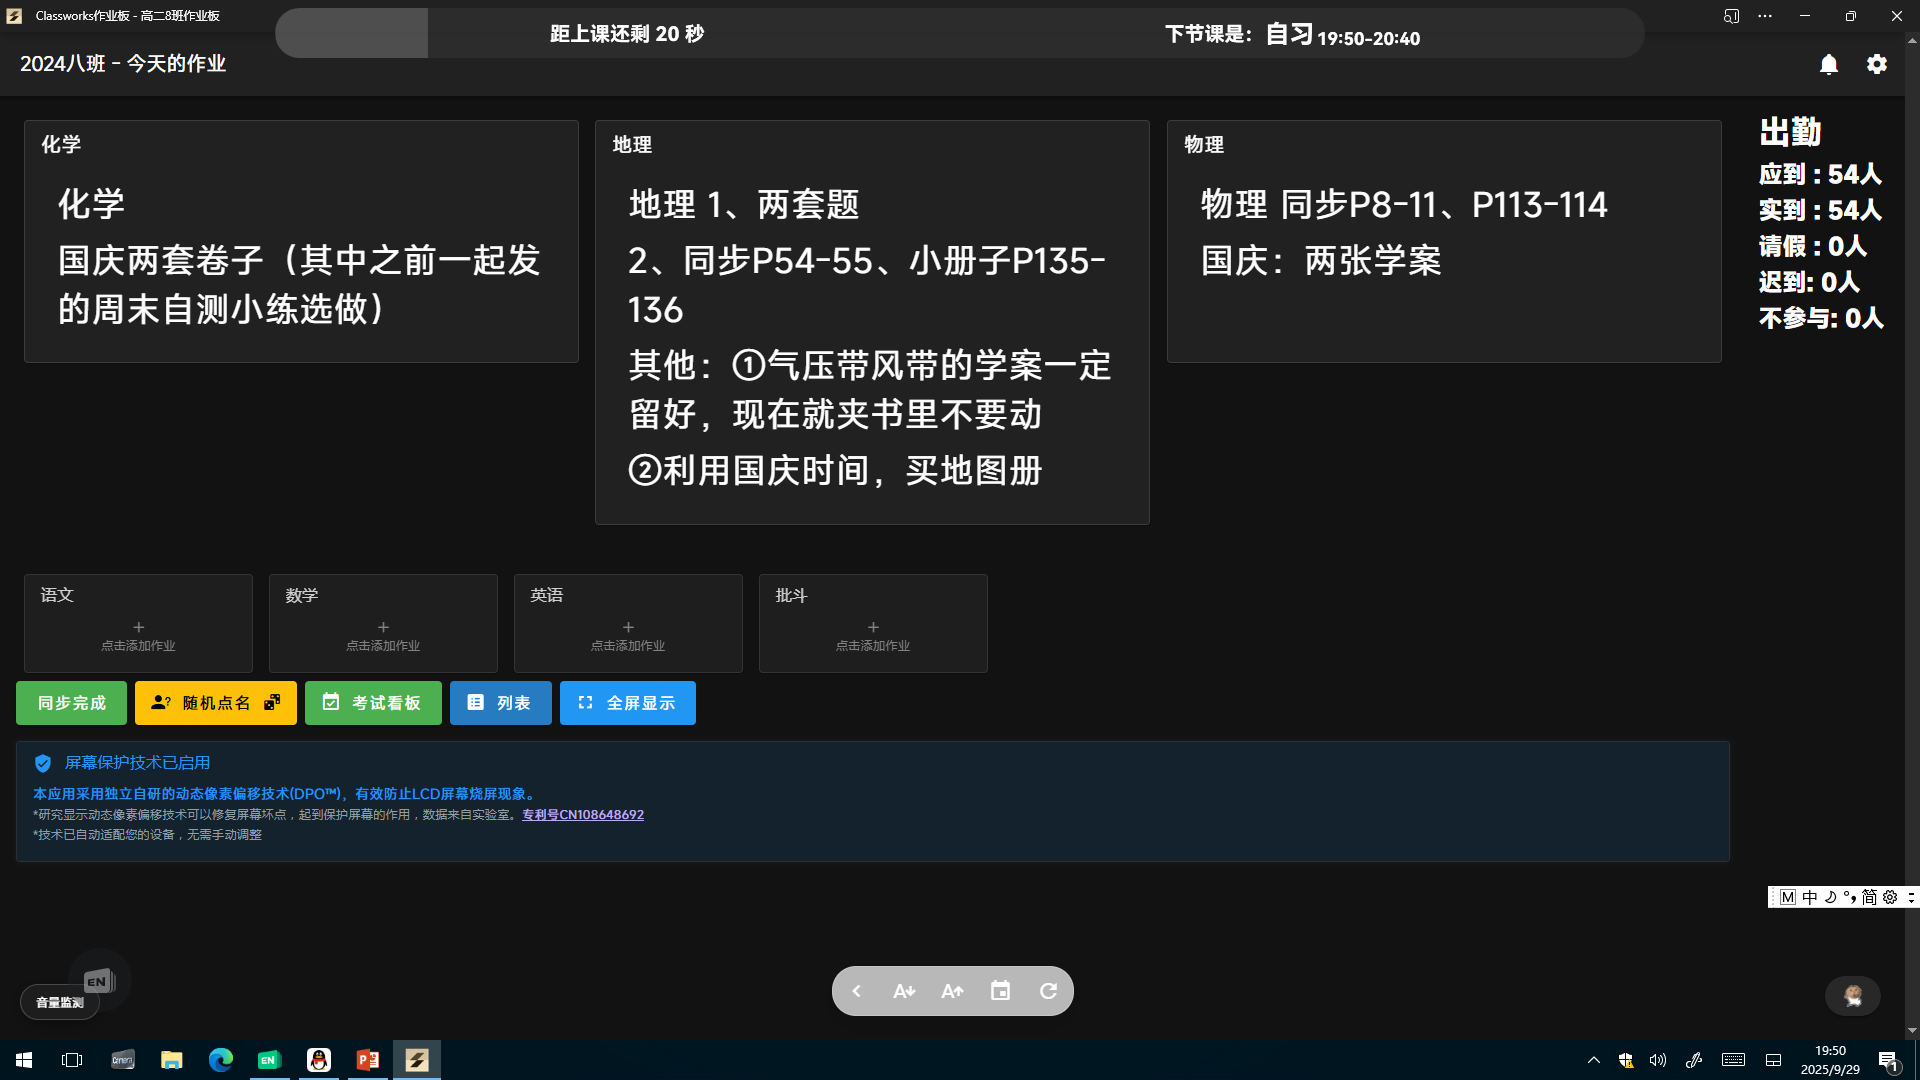 Classworks作业板 - 高二8班作业板
距上课还剩 20 秒
下节课是：自习 19:50-20:40
2024八班 - 今天的作业
化学
化学
国庆两套卷子（其中之前一起发
的周末自测小练选做）
地理
地理 1、两套题
2、同步P54-55、小册子P135-
136
其他：①气压带风带的学案一定
留好，现在就夹书里不要动
②利用国庆时间，买地图册
物理
物理 同步P8-11、P113-114
国庆：两张学案
出勤
应到 : 54人
实到 : 54人
请假 : 0人
迟到: 0人
不参与: 0人
语文
点击添加作业
数学
点击添加作业
英语
点击添加作业
批斗
点击添加作业
同步完成
随机点名
考试看板
列表
全屏显示
屏幕保护技术已启用
本应用采用独立自研的动态像素偏移技术(DPO™)，有效防止LCD屏幕烧屏现象。
*研究显示动态像素偏移技术可以修复屏幕坏点，起到保护屏幕的作用，数据来自实验室。专利号CN108648692
*技术已自动适配您的设备，无需手动调整
M 中 简
EN
音量监测
A A
EN
19:50
2025/9/29
1